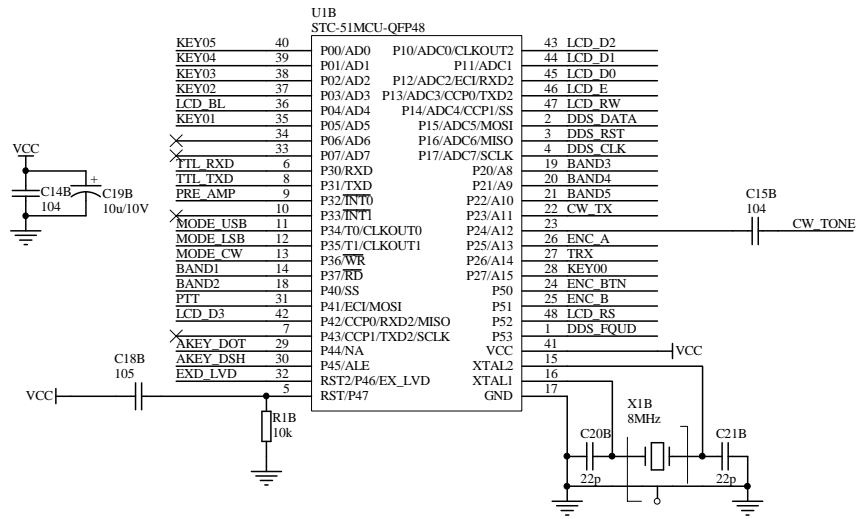 U1B
STC-51MCU-QFP48
KEY05 40 P00/AD0 P10/ADC0/CLKOUT2 43 LCD_D2
KEY04 39 P01/AD1 P11/ADC1 44 LCD_D1
KEY03 38 P02/AD2 P12/ADC2/ECI/RXD2 45 LCD_D0
KEY02 37 P03/AD3 P13/ADC3/CCP0/TXD2 46 LCD_E
LCD_BL 36 P04/AD4 P14/ADC4/CCP1/SS 47 LCD_RW
KEY01 35 P05/AD5 P15/ADC5/MOSI 2 DDS_DATA
34 P06/AD6 P16/ADC6/MISO 3 DDS_RST
33 P07/AD7 P17/ADC7/SCLK 4 DDS_CLK
TTL_RXD 6 P30/RXD P20/A8 19 BAND3
TTL_TXD 8 P31/TXD P21/A9 20 BAND4
PRE_AMP 9 P32/INT0 P22/A10 21 BAND5
10 P33/INT1 P23/A11 22 CW_TX
MODE_USB 11 P34/T0/CLKOUT0 P24/A12 23
MODE_LSB 12 P35/T1/CLKOUT1 P25/A13 26 ENC_A
MODE_CW 13 P36/WR P26/A14 27 TRX
BAND1 14 P37/RD P27/A15 28 KEY00
BAND2 18 P40/SS P50 24 ENC_BTN
PTT 31 P41/ECI/MOSI P51 25 ENC_B
LCD_D3 42 P42/CCP0/RXD2/MISO P52 48 LCD_RS
7 P43/CCP1/TXD2/SCLK P53 1 DDS_FQUD
AKEY_DOT 29 P44/NA VCC 41 VCC
AKEY_DSH 30 P45/ALE XTAL2 15
EXD_LVD 32 RST2/P46/EX_LVD XTAL1 16
5 RST/P47 GND 17
VCC
C14B
104
+
C19B
10u/10V
C15B
104
CW_TONE
C18B
105
VCC
R1B
10k
X1B
8MHz
C20B
22p
C21B
22p